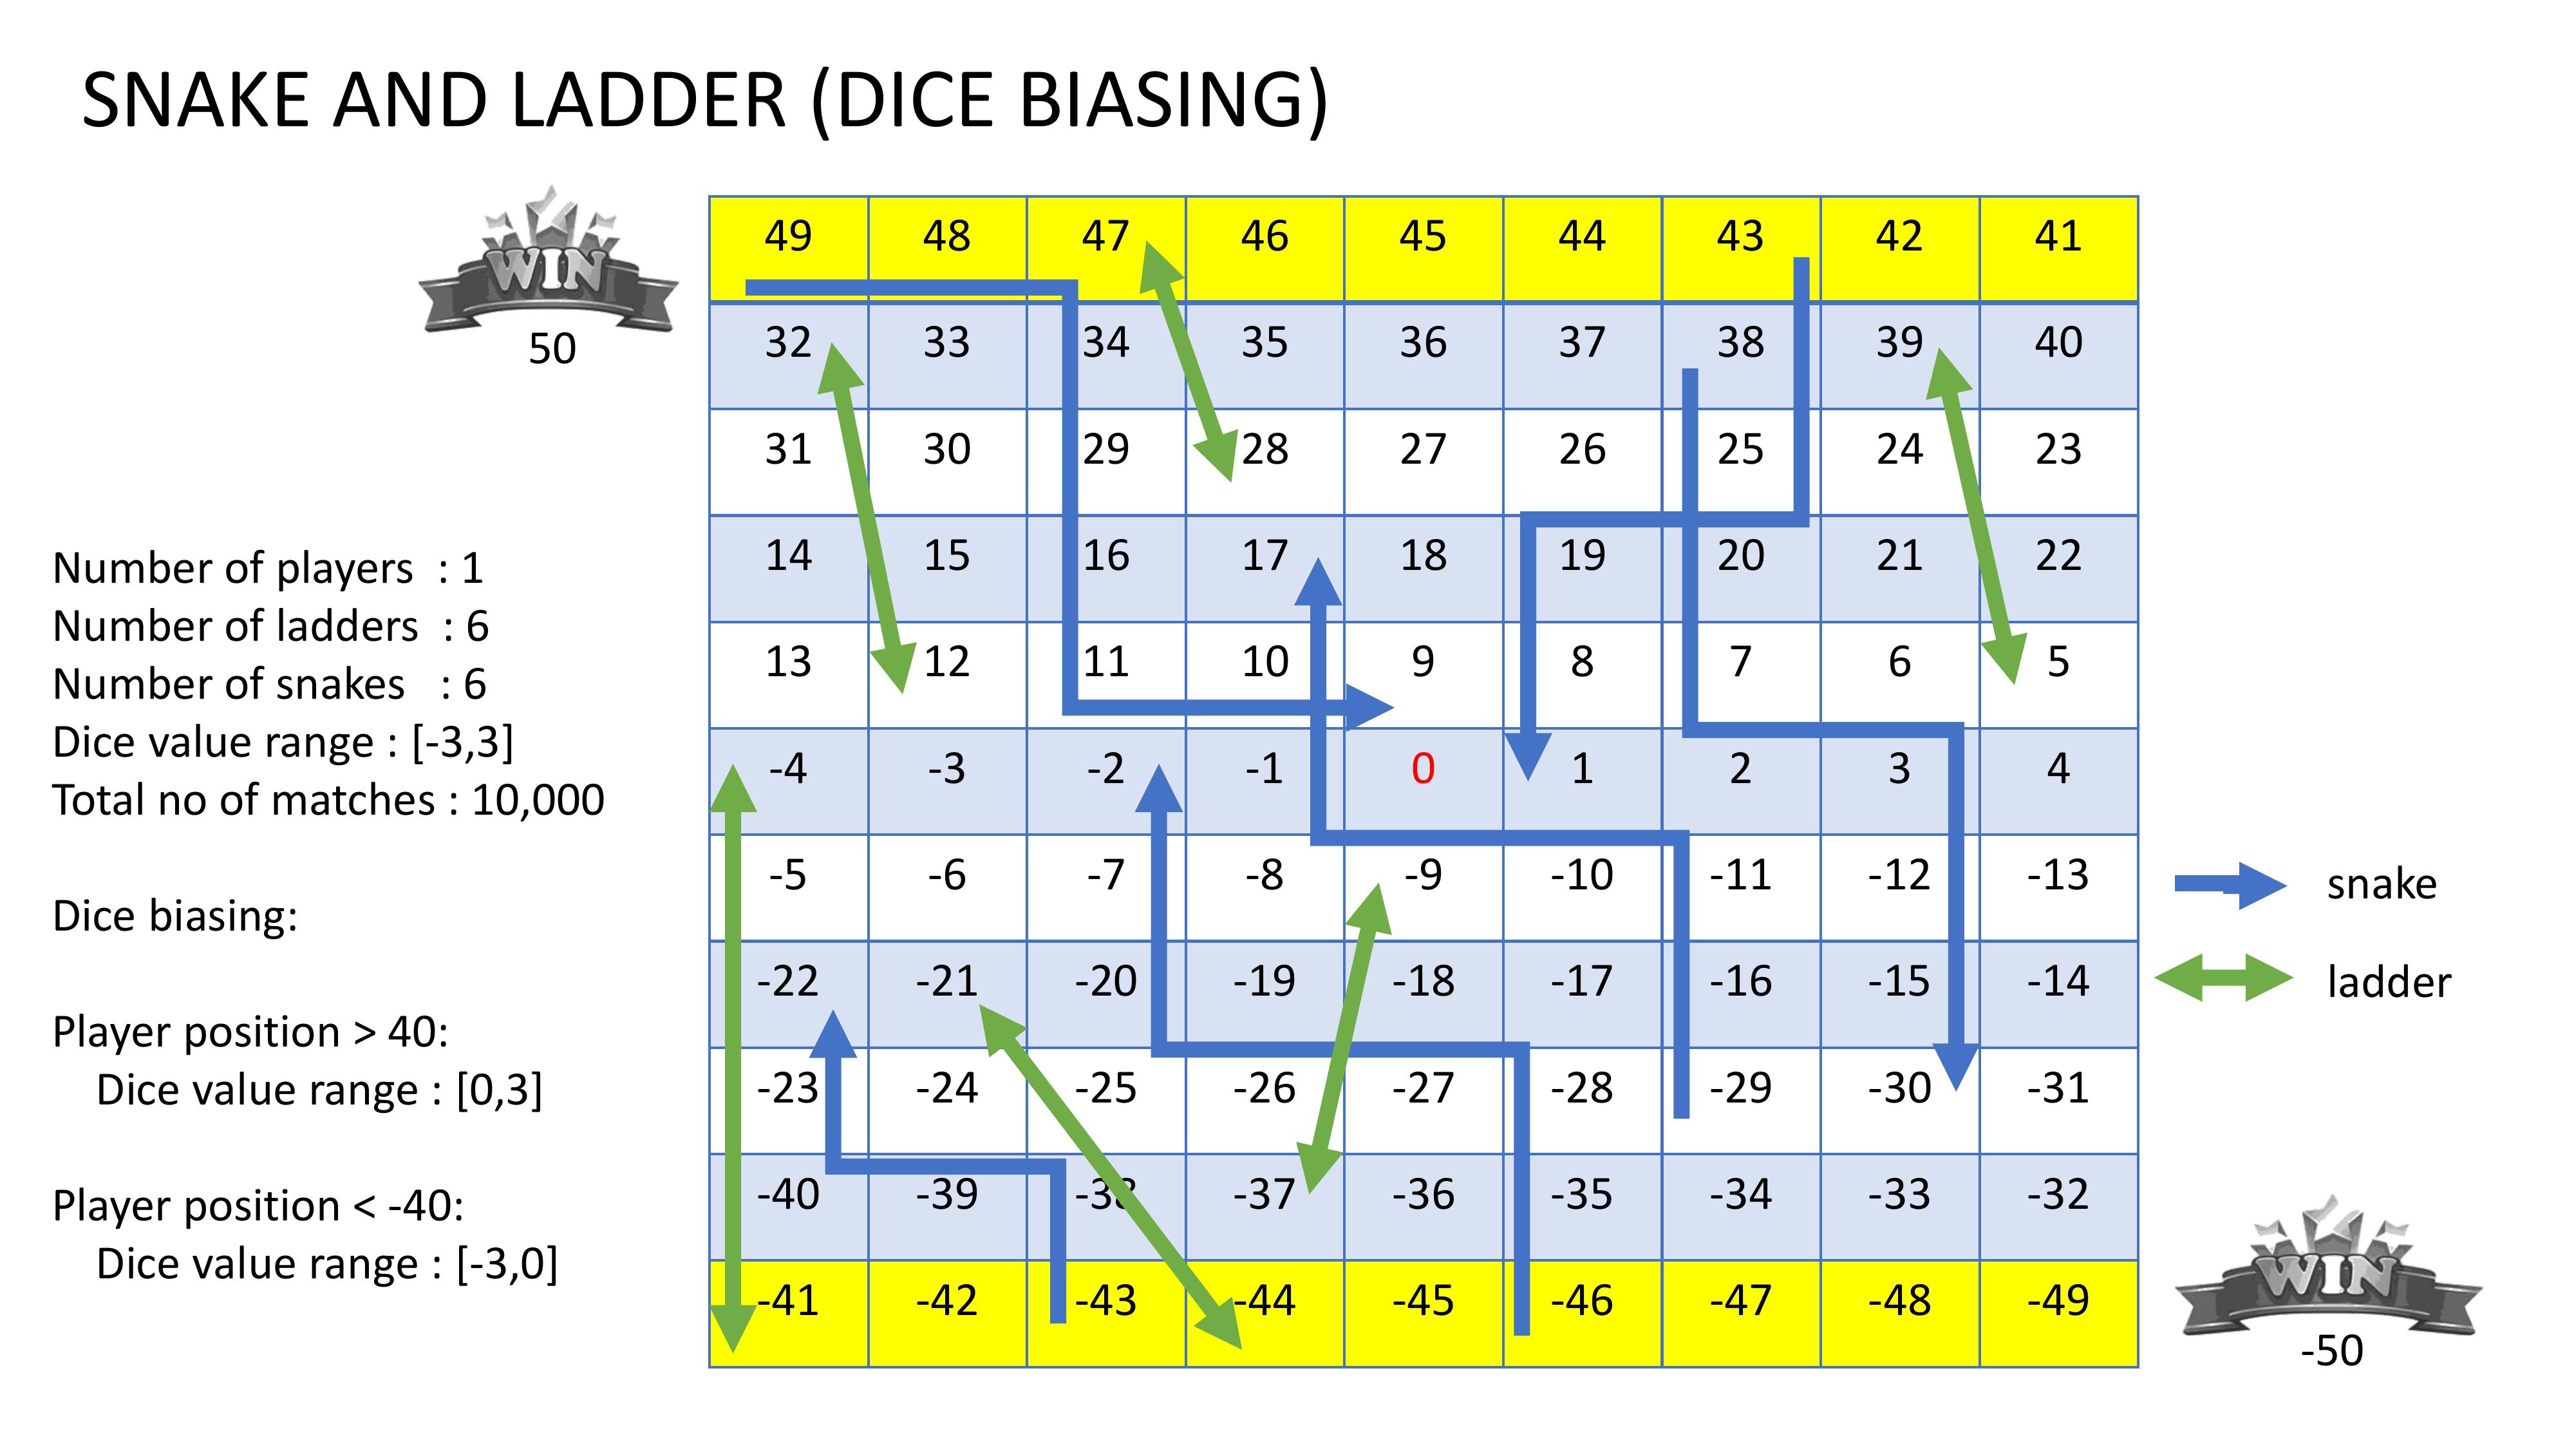 SNAKE AND LADDER (DICE BIASING)
WIN
50
49 48 47 46 45 44 43 42 41
32 33 34 35 36 37 38 39 40
31 30 29 28 27 26 25 24 23
14 15 16 17 18 19 20 21 22
13 12 11 10 9 8 7 6 5
-4 -3 -2 -1 0 1 2 3 4
-5 -6 -7 -8 -9 -10 -11 -12 -13
-22 -21 -20 -19 -18 -17 -16 -15 -14
-23 -24 -25 -26 -27 -28 -29 -30 -31
-40 -39 -38 -37 -36 -35 -34 -33 -32
-41 -42 -43 -44 -45 -46 -47 -48 -49
Number of players : 1
Number of ladders : 6
Number of snakes : 6
Dice value range : [-3,3]
Total no of matches : 10,000
Dice biasing:
Player position > 40:
Dice value range : [0,3]
Player position < -40:
Dice value range : [-3,0]
snake
ladder
WIN
-50